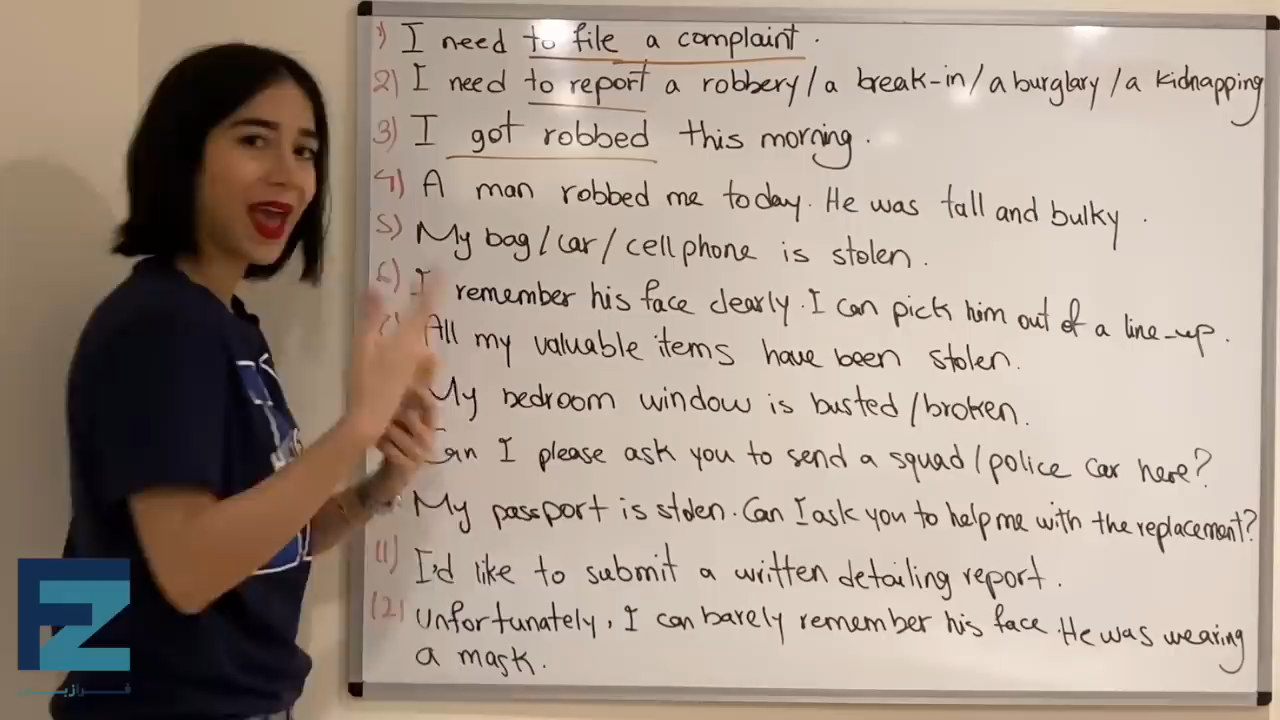 1) I need to file a complaint.
2) I need to report a robbery/a break-in/a burglary/a kidnapping
3) I got robbed this morning.
4) A man robbed me today. He was tall and bulky.
5) My bag/car/cell phone is stolen.
6) I remember his face clearly. I can pick him out of a line-up.
All my valuable items have been stolen.
My bedroom window is busted/broken.
Can I please ask you to send a squad/police car here?
My passport is stolen. Can I ask you to help me with the replacement?
11) I'd like to submit a written detailing report.
12) Unfortunately, I can barely remember his face. He was wearing
a mask.
FZ
فرازبان